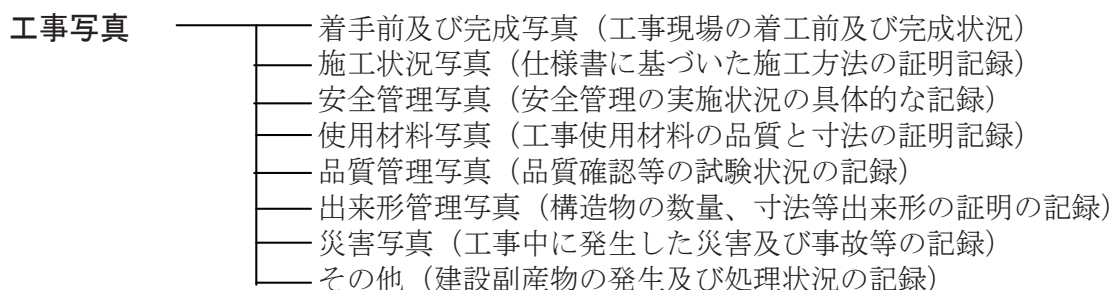 工事写真
着手前及び完成写真（工事現場の着工前及び完成状況）
施工状況写真（仕様書に基づいた施工方法の証明記録）
安全管理写真（安全管理の実施状況の具体的な記録）
使用材料写真（工事使用材料の品質と寸法の証明記録）
品質管理写真（品質確認等の試験状況の記録）
出来形管理写真（構造物の数量、寸法等出来形の証明の記録）
災害写真（工事中に発生した災害及び事故等の記録）
その他（建設副産物の発生及び処理状況の記録）